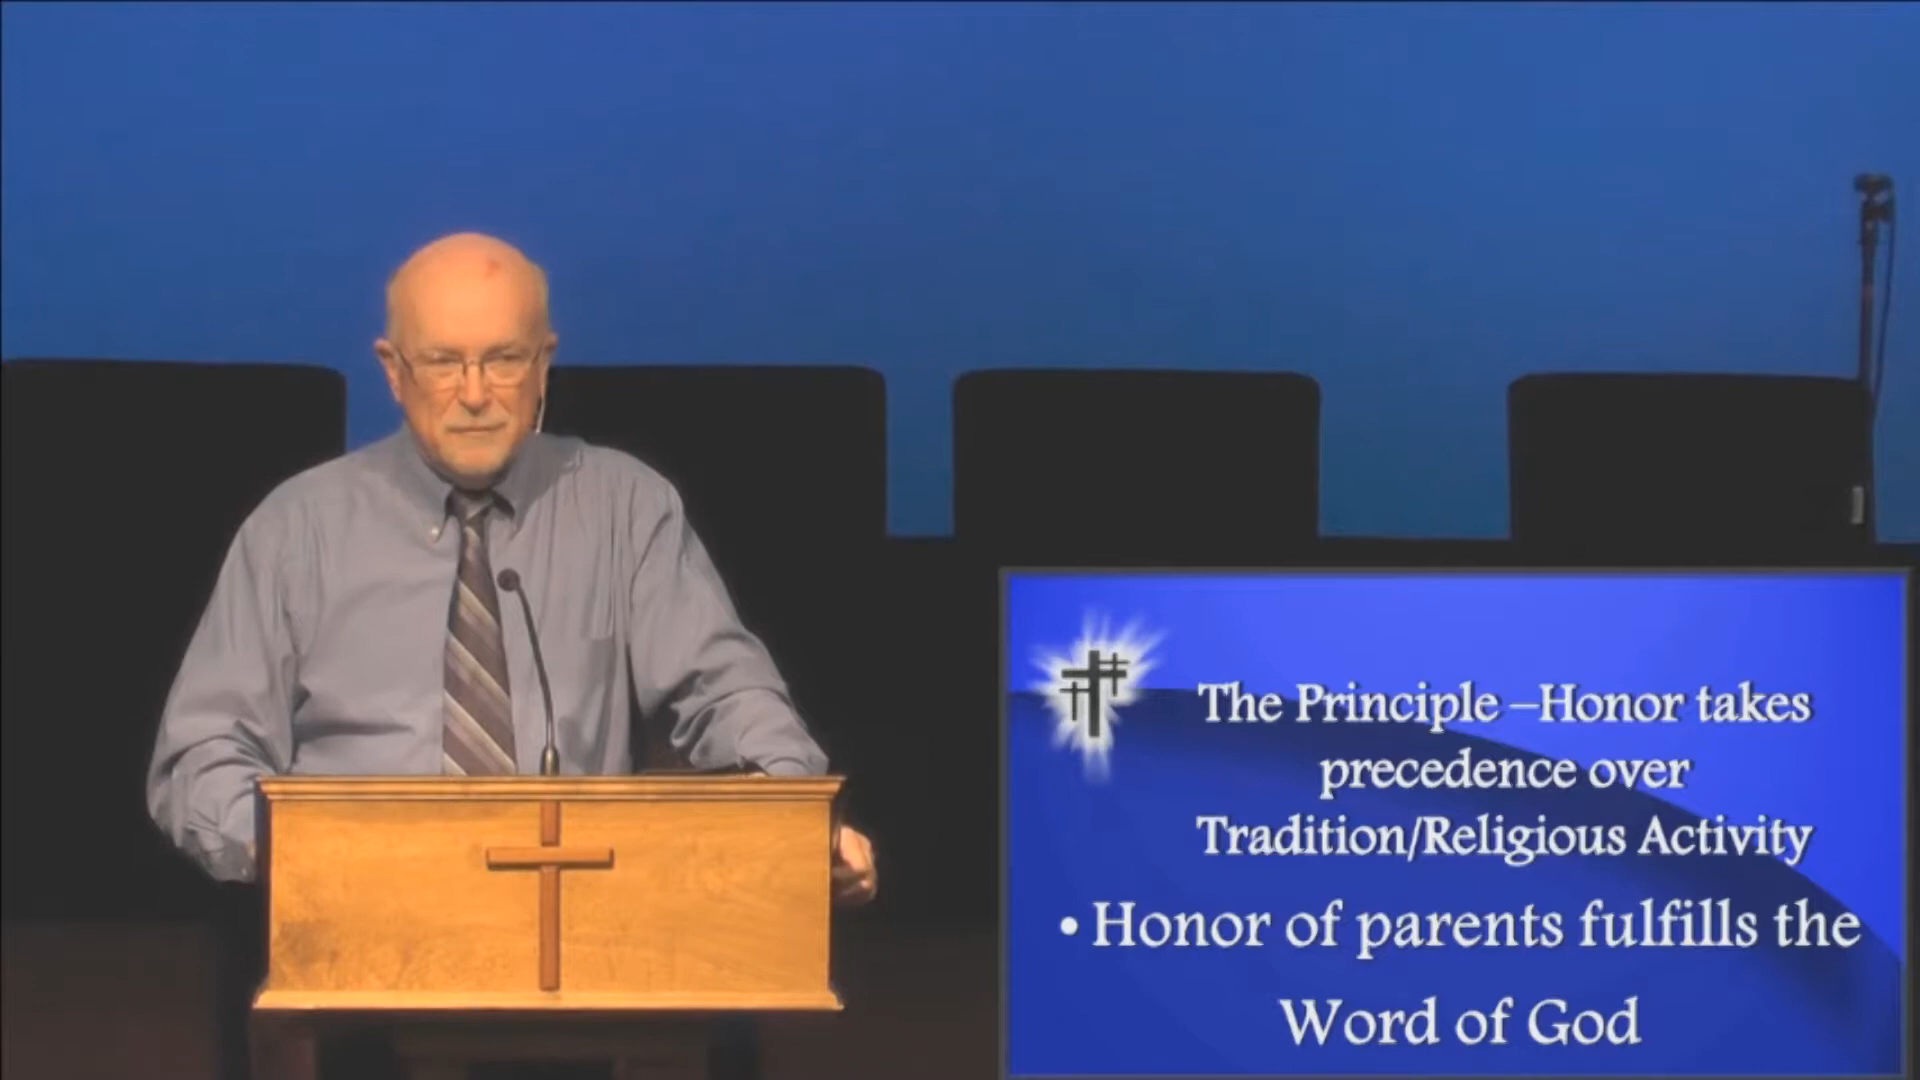 The Principle –Honor takes
precedence over
Tradition/Religious Activity
• Honor of parents fulfills the
Word of God